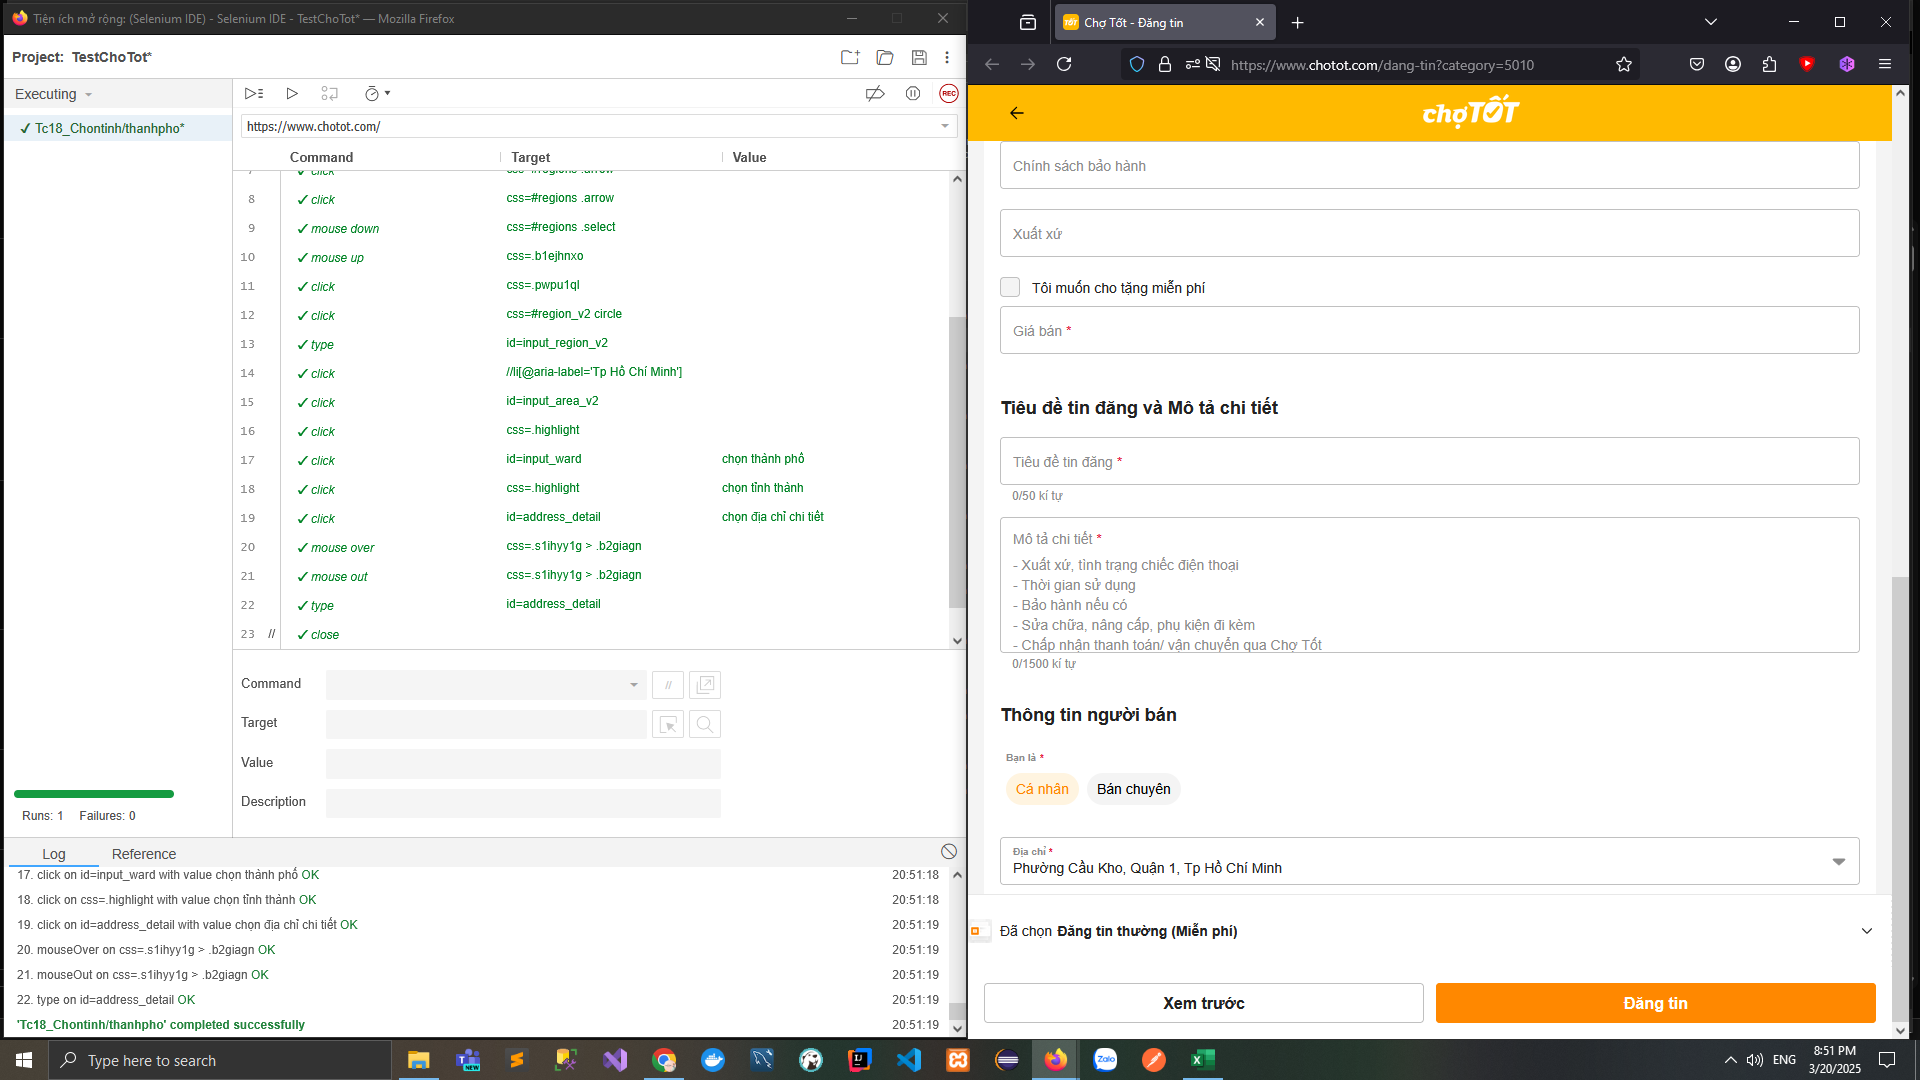 Tiện ích mở rộng: (Selenium IDE) - Selenium IDE - TestChoTot* — Mozilla Firefox
Project: TestChoTot*
Executing
✓ Tc18_Chontinh/thanhpho*
REC
https://www.chotot.com/
Command Target Value
8 ✓ click css=#regions .arrow
9 ✓ mouse down css=#regions .select
10 ✓ mouse up css=.b1ejhnxo
11 ✓ click css=.pwpu1ql
12 ✓ click css=#region_v2 circle
13 ✓ type id=input_region_v2
14 ✓ click //li[@aria-label='Tp Hồ Chí Minh']
15 ✓ click id=input_area_v2
16 ✓ click css=.highlight
17 ✓ click id=input_ward chọn thành phố
18 ✓ click css=.highlight chọn tỉnh thành
19 ✓ click id=address_detail chọn địa chỉ chi tiết
20 ✓ mouse over css=.s1ihyy1g > .b2giagn
21 ✓ mouse out css=.s1ihyy1g > .b2giagn
22 ✓ type id=address_detail
23 // ✓ close
Command //
Target
Value
Description
Runs: 1 Failures: 0
Log Reference
17. click on id=input_ward with value chọn thành phố OK 20:51:18
18. click on css=.highlight with value chọn tỉnh thành OK 20:51:18
19. click on id=address_detail with value chọn địa chỉ chi tiết OK 20:51:19
20. mouseOver on css=.s1ihyy1g > .b2giagn OK 20:51:19
21. mouseOut on css=.s1ihyy1g > .b2giagn OK 20:51:19
22. type on id=address_detail OK 20:51:19
'Tc18_Chontinh/thanhpho' completed successfully 20:51:19
Chợ Tốt - Đăng tin
https://www.chotot.com/dang-tin?category=5010
chợTỐT
Chính sách bảo hành
Xuất xứ
Tôi muốn cho tặng miễn phí
Giá bán *
Tiêu đề tin đăng và Mô tả chi tiết
Tiêu đề tin đăng *
0/50 kí tự
Mô tả chi tiết *
- Xuất xứ, tình trạng chiếc điện thoại
- Thời gian sử dụng
- Bảo hành nếu có
- Sửa chữa, nâng cấp, phụ kiện đi kèm
- Chấp nhận thanh toán/ vận chuyển qua Chợ Tốt
0/1500 kí tự
Thông tin người bán
Bạn là *
Cá nhân Bán chuyên
Địa chỉ *
Phường Cầu Kho, Quận 1, Tp Hồ Chí Minh
Đã chọn Đăng tin thường (Miễn phí)
Xem trước Đăng tin
Type here to search
ENG
8:51 PM
3/20/2025